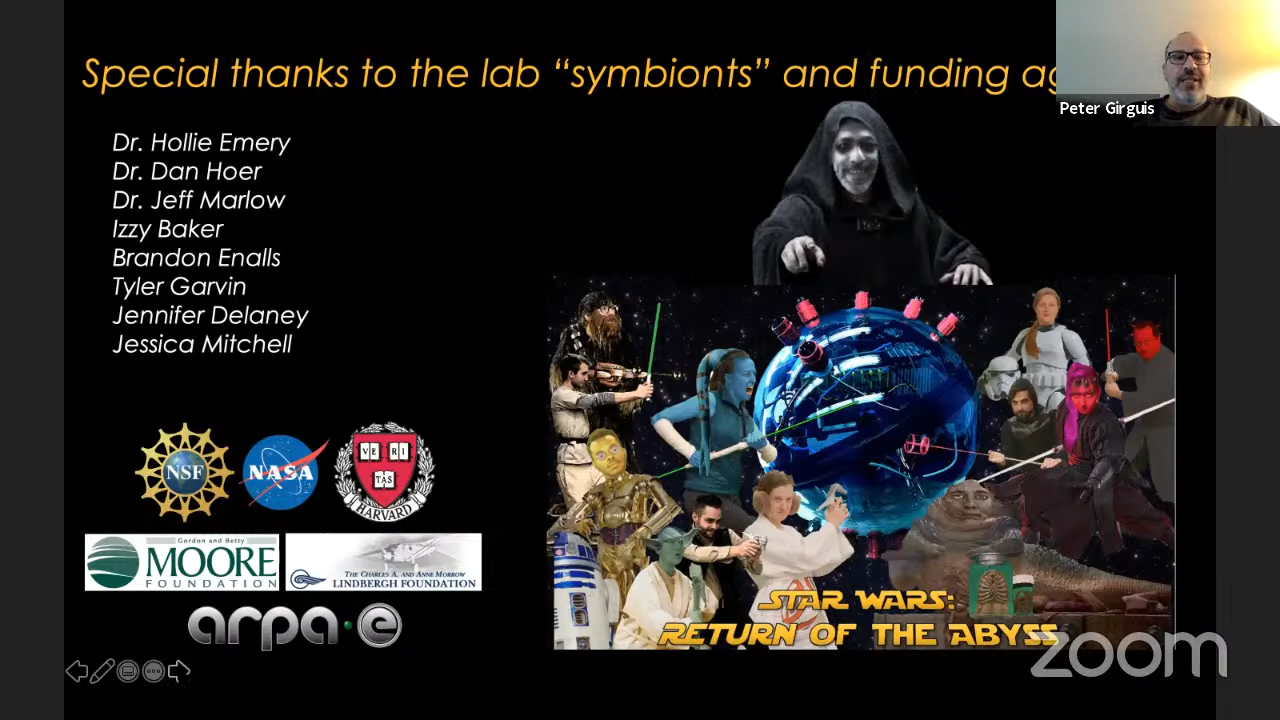 Special thanks to the lab “symbionts” and funding ag
Peter Girguis
Dr. Hollie Emery
Dr. Dan Hoer
Dr. Jeff Marlow
Izzy Baker
Brandon Enalls
Tyler Garvin
Jennifer Delaney
Jessica Mitchell
NSF
NASA
VE RI
TAS
HARVARD
Gordon and Betty
MOORE
FOUNDATION
THE CHARLES A. AND ANNE MORROW
LINDBERGH FOUNDATION
arpa·e
STAR WARS:
RETURN OF THE ABYSS
zoom